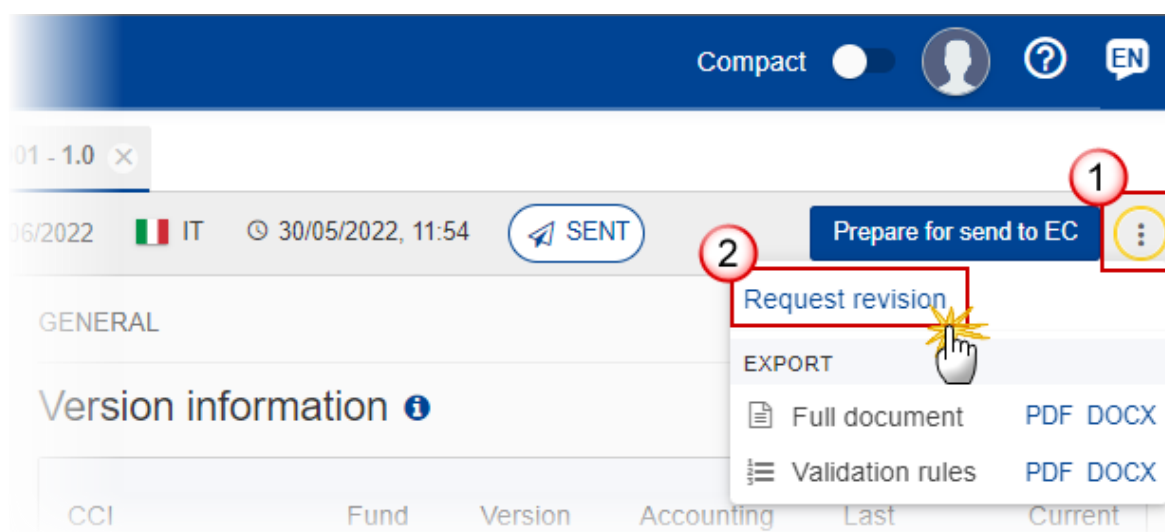 Compact EN
01 - 1.0
06/2022 IT 30/05/2022, 11:54 SENT Prepare for send to EC 1
2
Request revision
GENERAL
EXPORT
Version information
Full document PDF DOCX
Validation rules PDF DOCX
CCI Fund Version Accounting Last Current